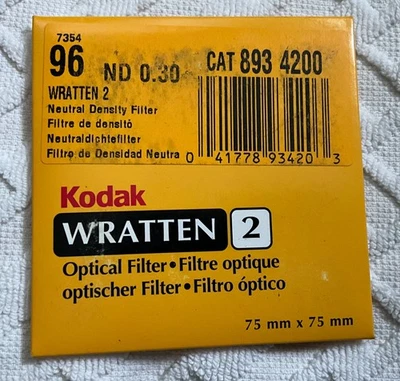 7354
96 ND 0.30 CAT 893 4200
WRATTEN 2
Neutral Density Filter
Filtre de densitò
Neutraldichtefilter
Filtro de Densidad Neutra
0 41778 93420 3
Kodak
WRATTEN 2
Optical Filter•Filtre optique
optischer Filter•Filtro óptico
75 mm x 75 mm